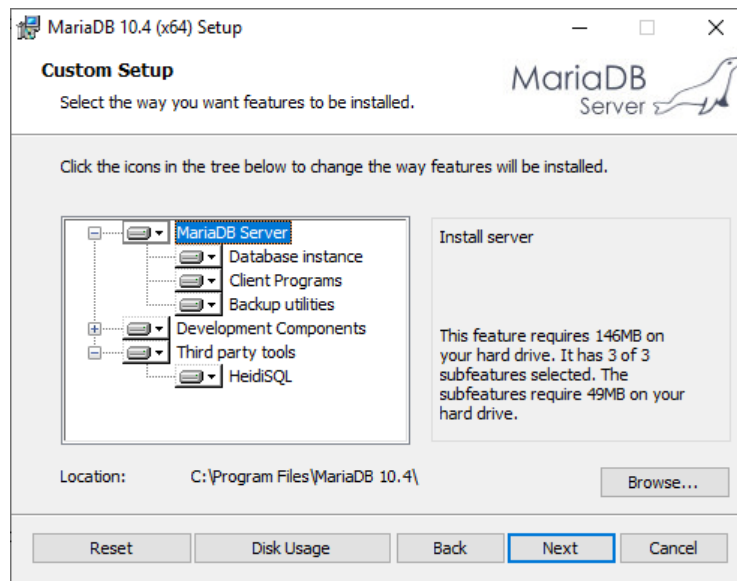 MariaDB 10.4 (x64) Setup
Custom Setup
Select the way you want features to be installed.
MariaDB
Server
Click the icons in the tree below to change the way features will be installed.
MariaDB Server
Database instance
Client Programs
Backup utilities
Development Components
Third party tools
HeidiSQL
Install server
This feature requires 146MB on
your hard drive. It has 3 of 3
subfeatures selected. The
subfeatures require 49MB on your
hard drive.
Location: C:\Program Files\MariaDB 10.4\
Browse...
Reset Disk Usage Back Next Cancel